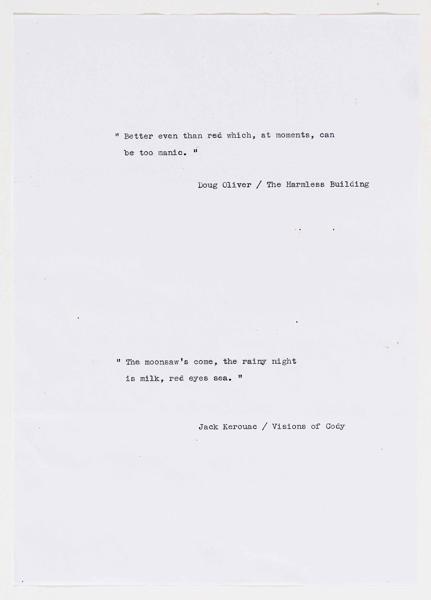 " Better even than red which, at moments, can
be too manic. "
Doug Oliver / The Harmless Building
" The moonsaw's come, the rainy night
is milk, red eyes sea. "
Jack Kerouac / Visions of Cody